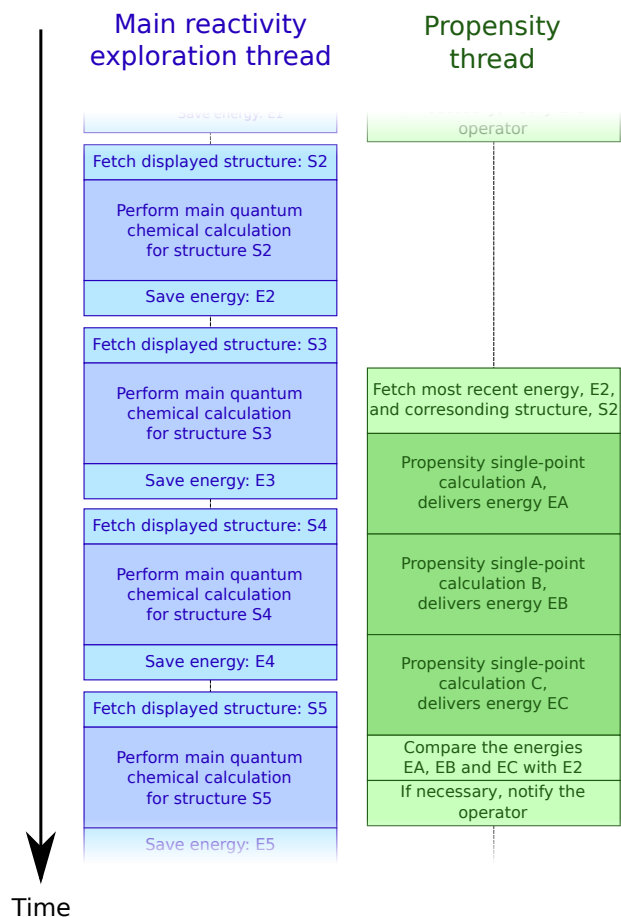 Main reactivity
exploration thread
Propensity
thread
Save energy: E1
operator
Fetch displayed structure: S2
Perform main quantum
chemical calculation
for structure S2
Save energy: E2
Fetch displayed structure: S3
Perform main quantum
chemical calculation
for structure S3
Save energy: E3
Fetch displayed structure: S4
Perform main quantum
chemical calculation
for structure S4
Save energy: E4
Fetch displayed structure: S5
Perform main quantum
chemical calculation
for structure S5
Save energy: E5
Fetch most recent energy, E2,
and corresonding structure, S2
Propensity single-point
calculation A,
delivers energy EA
Propensity single-point
calculation B,
delivers energy EB
Propensity single-point
calculation C,
delivers energy EC
Compare the energies
EA, EB and EC with E2
If necessary, notify the
operator
Time